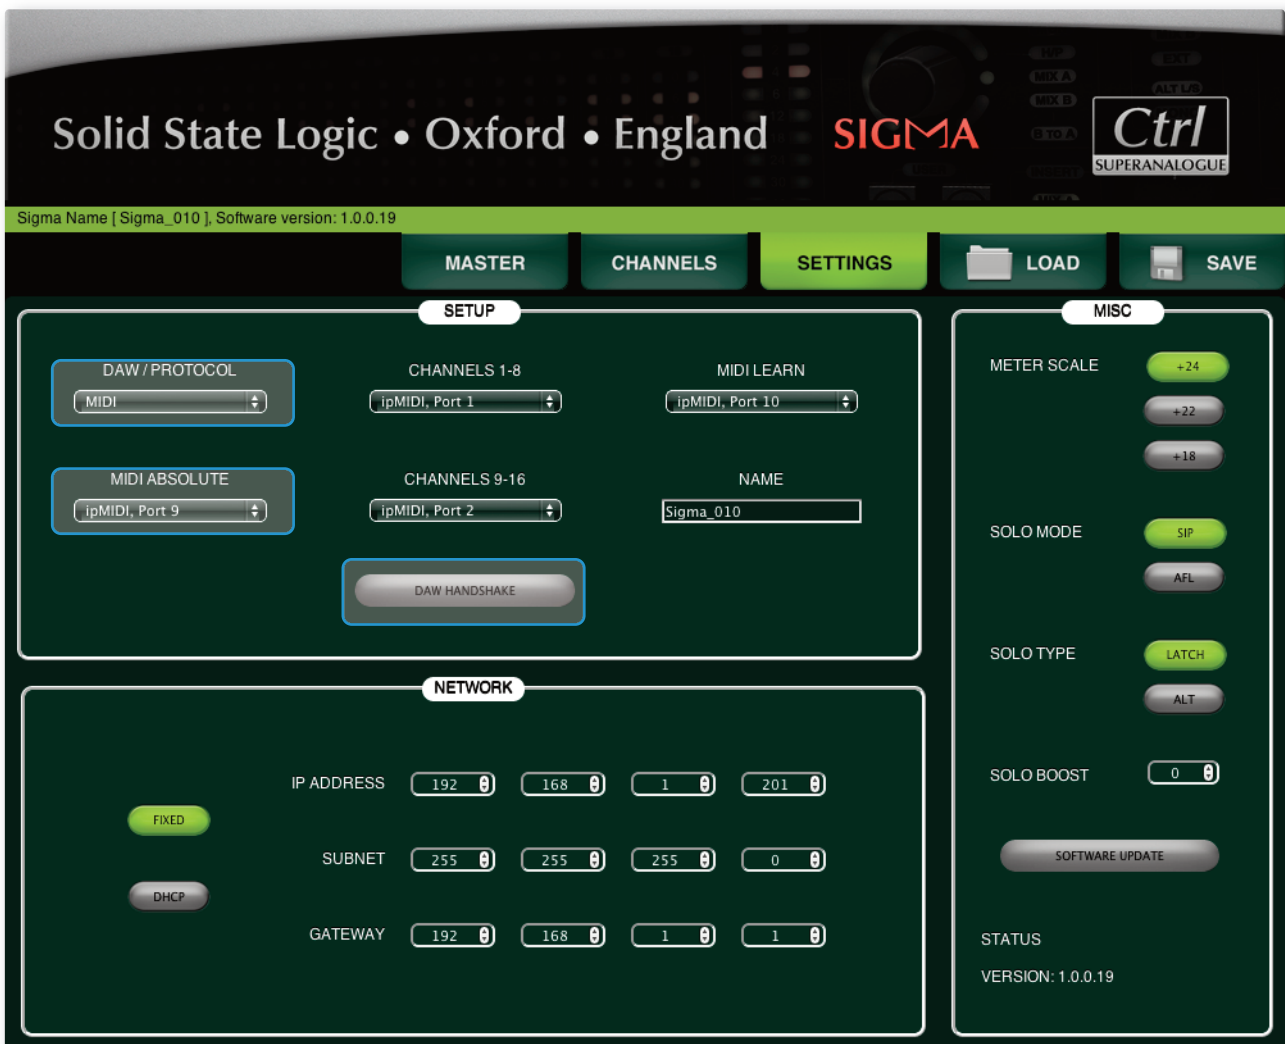 H/P
EXT
MIX A
ALT L/S
MIX B
B TO A
Solid State Logic • Oxford • England
SIGMA
Ctrl
SUPERANALOGUE
Sigma Name [ Sigma_010 ], Software version: 1.0.0.19
MASTER
CHANNELS
SETTINGS
LOAD
SAVE
SETUP
DAW / PROTOCOL
CHANNELS 1-8
MIDI LEARN
MIDI
ipMIDI, Port 1
ipMIDI, Port 10
MIDI ABSOLUTE
CHANNELS 9-16
NAME
ipMIDI, Port 9
ipMIDI, Port 2
Sigma_010
DAW HANDSHAKE
NETWORK
IP ADDRESS 192 168 1 201
FIXED
SUBNET 255 255 255 0
DHCP
GATEWAY 192 168 1 1
MISC
METER SCALE
+24
+22
+18
SOLO MODE
SIP
AFL
SOLO TYPE
LATCH
ALT
SOLO BOOST 0
SOFTWARE UPDATE
STATUS
VERSION: 1.0.0.19